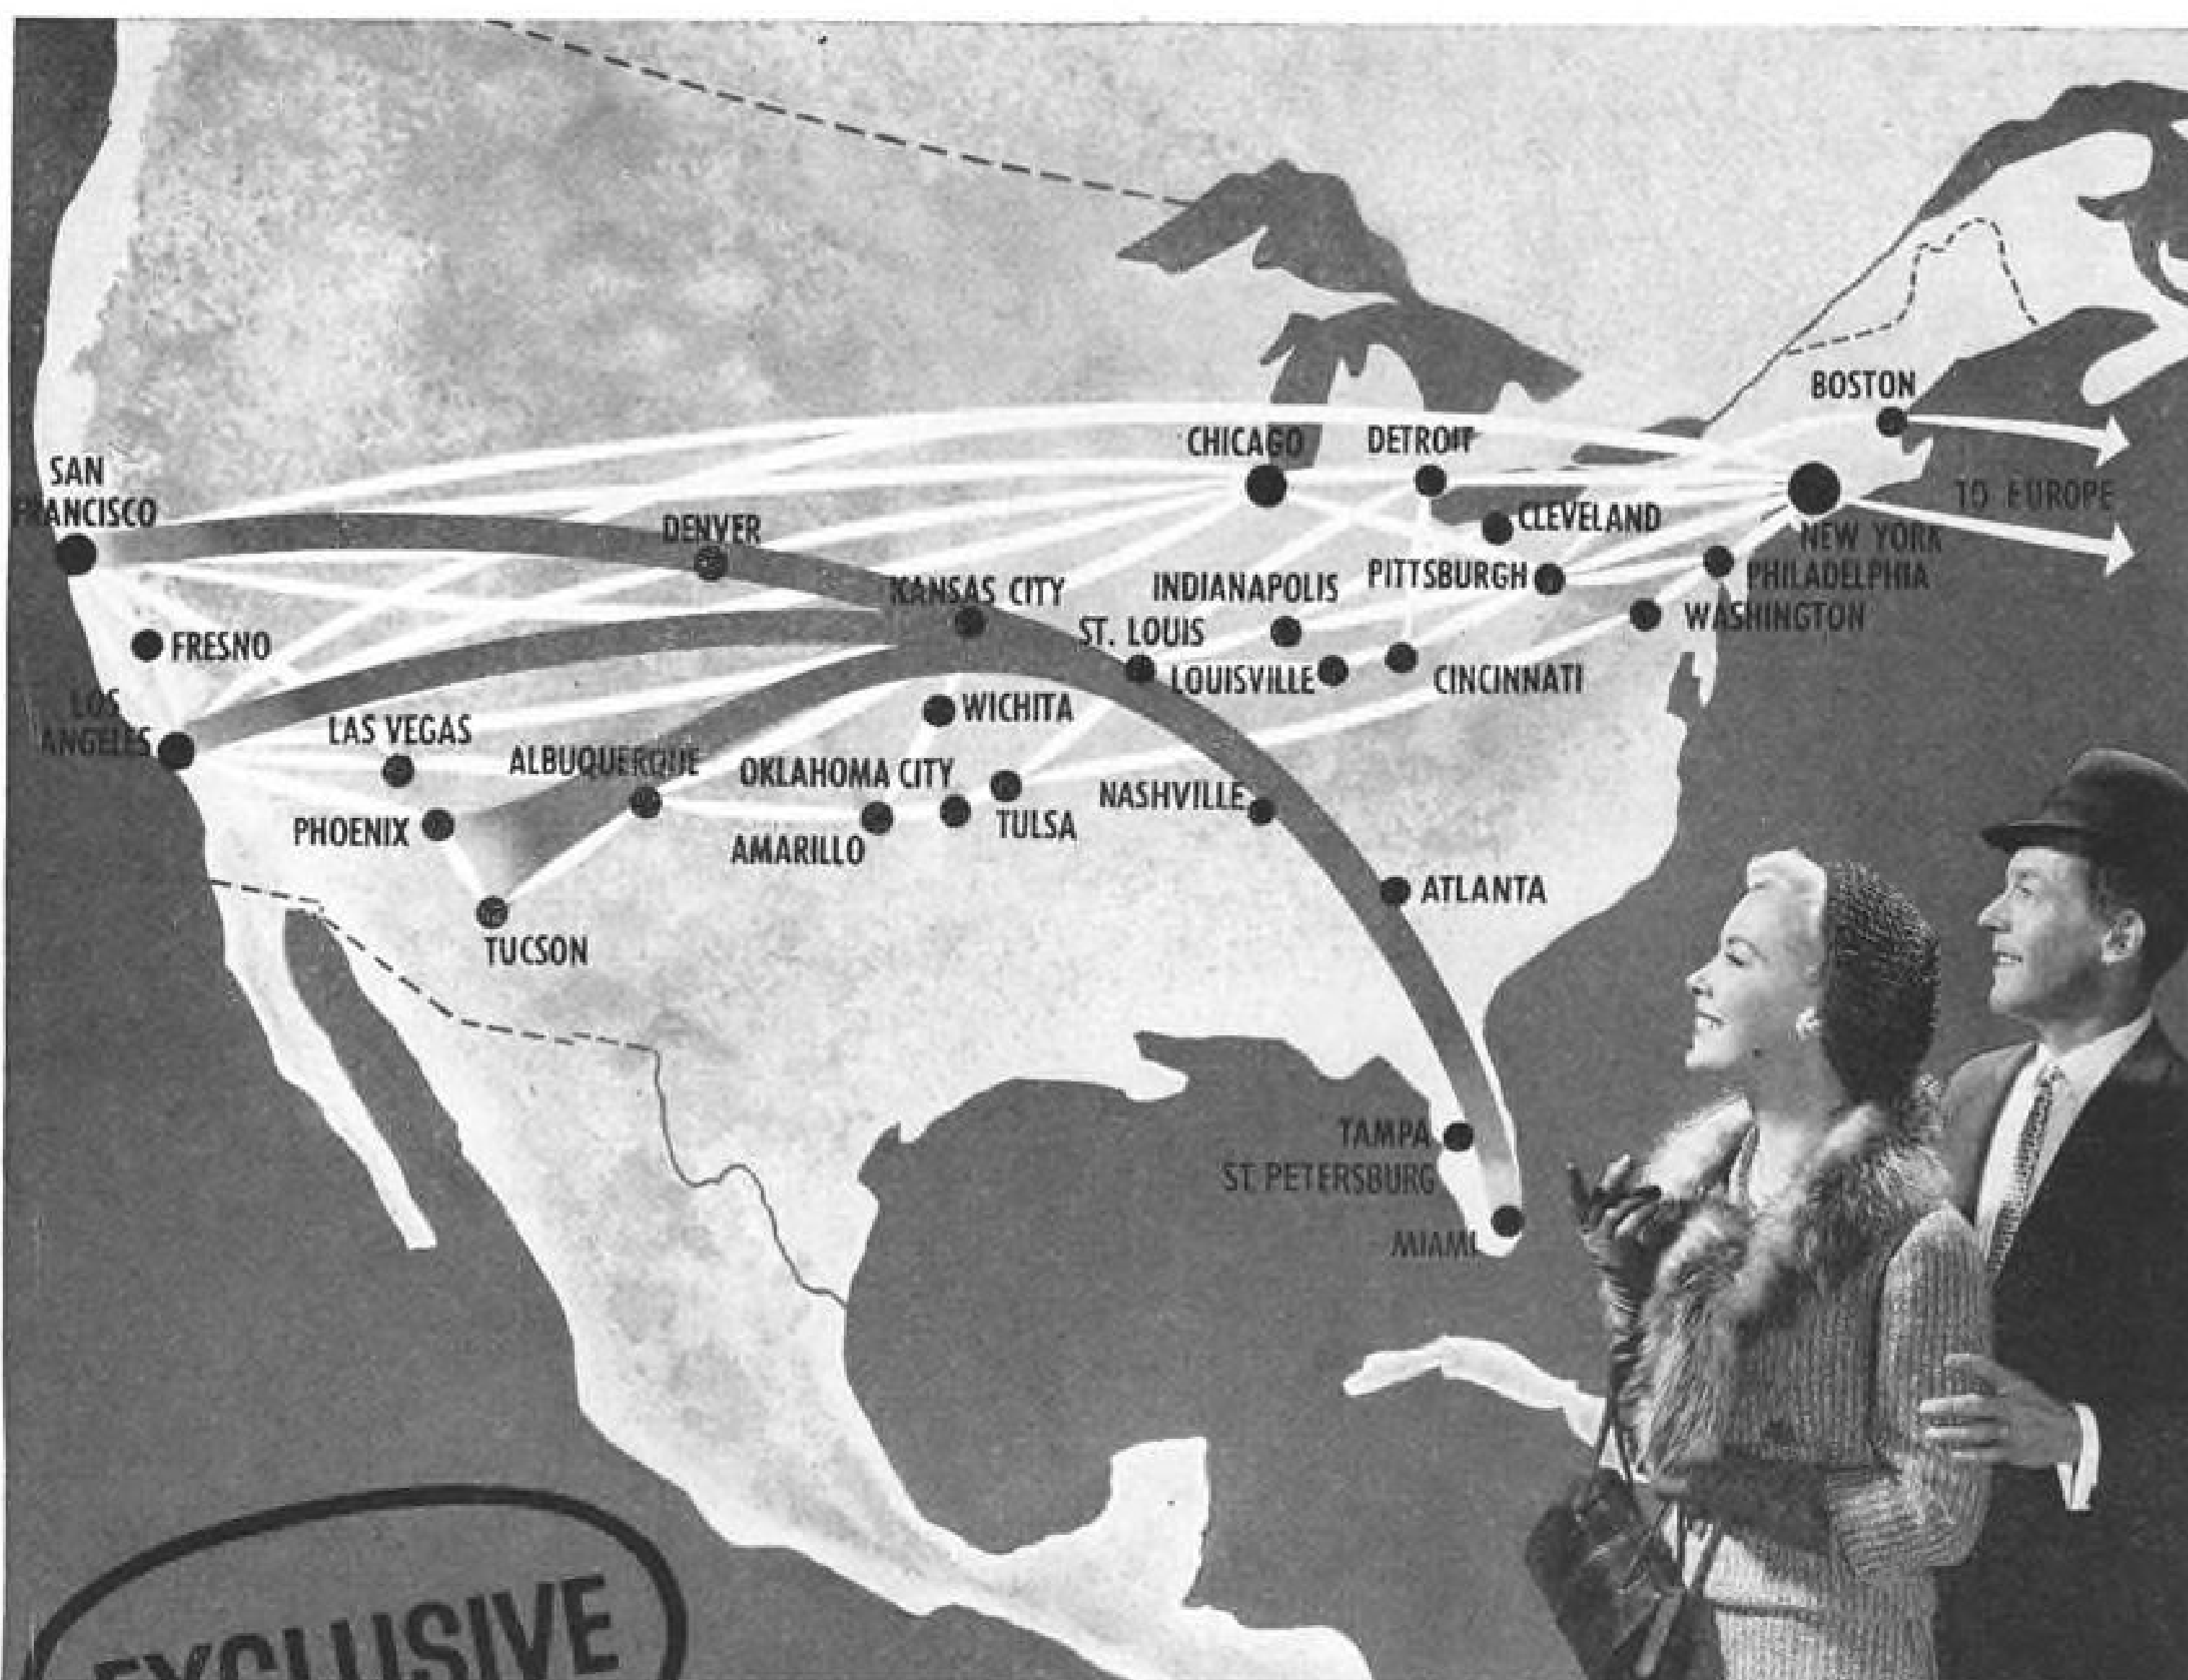 BOSTON
CHICAGO
DETROIT
SAN
FRANCISCO
TO EUROPE
CLEVELAND
DENVER
NEW YORK
KANSAS CITY
INDIANAPOLIS
PITTSBURGH
PHILADELPHIA
WASHINGTON
ST. LOUIS
FRESNO
LOUISVILLE
CINCINNATI
LOS
ANGELES
LAS VEGAS
WICHITA
ALBUQUERQUE
OKLAHOMA CITY
NASHVILLE
PHOENIX
TULSA
AMARILLO
ATLANTA
TUCSON
TAMPA
ST. PETERSBURG
MIAMI
EXCLUSIVE